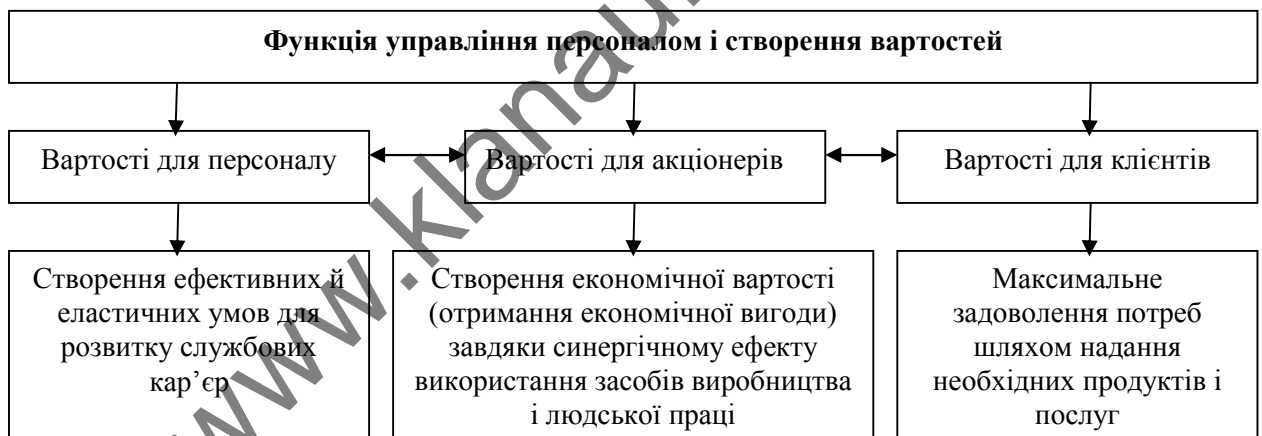 Функція управління персоналом і створення вартостей
Вартості для персоналу
Вартості для акціонерів
Вартості для клієнтів
Створення ефективних й
еластичних умов для
розвитку службових
кар’єр
Створення економічної вартості
(отримання економічної вигоди)
завдяки синергічному ефекту
використання засобів виробництва
і людської праці
Максимальне
задоволення потреб
шляхом надання
необхідних продуктів і
послуг
www.klanau